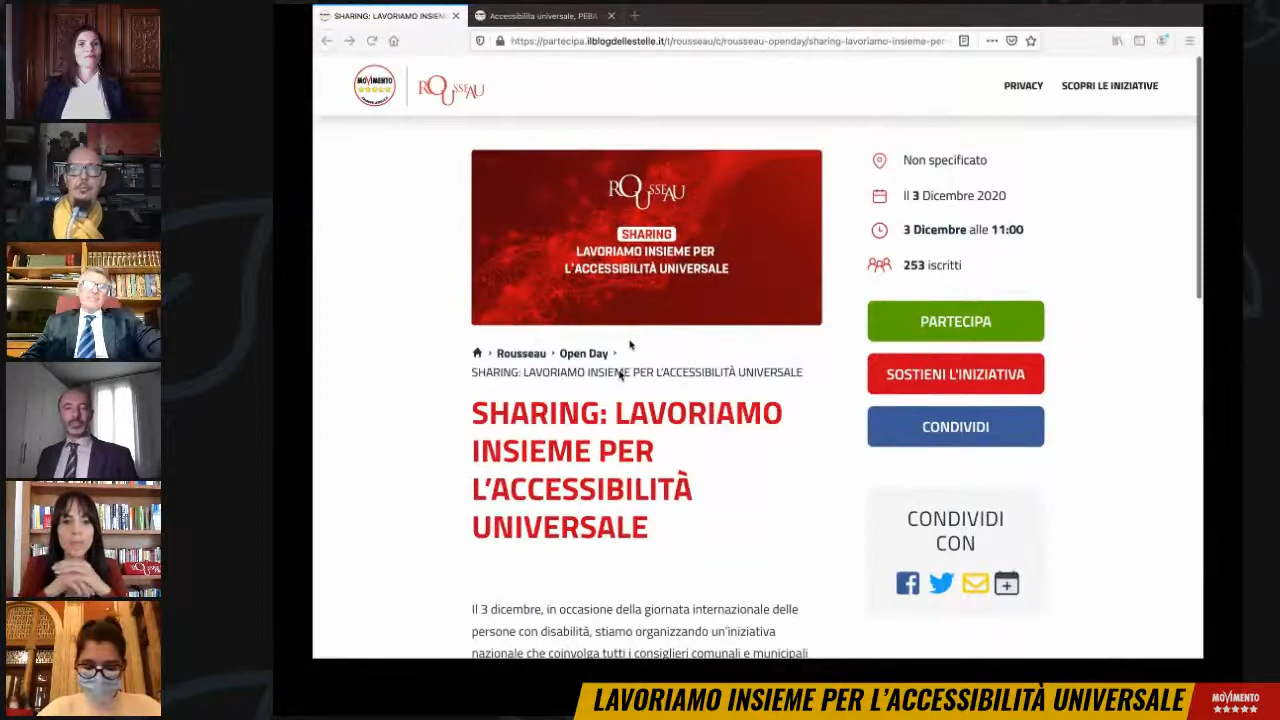 SHARING: LAVORIAMO INSIEM
Accessibilità universale, PEBA
https://partecipa.ilblogdellestelle.it/t/rousseau/c/rousseau-openday/sharing-lavoriamo-insieme-per-
MOVIMENTO
ROUSSEAU
PRIVACY
SCOPRI LE INIZIATIVE
ROUSSEAU
SHARING
LAVORIAMO INSIEME PER
L'ACCESSIBILITÀ UNIVERSALE
Non specificato
Il 3 Dicembre 2020
3 Dicembre alle 11:00
253 iscritti
PARTECIPA
SOSTIENI L'INIZIATIVA
CONDIVIDI
Rousseau › Open Day ›
SHARING: LAVORIAMO INSIEME PER L'ACCESSIBILITÀ UNIVERSALE
SHARING: LAVORIAMO
INSIEME PER
L'ACCESSIBILITÀ
UNIVERSALE
CONDIVIDI
CON
Il 3 dicembre, in occasione della giornata internazionale delle
persone con disabilità, stiamo organizzando un'iniziativa
nazionale che coinvolga tutti i consiglieri comunali e municipali
LAVORIAMO INSIEME PER L'ACCESSIBILITÀ UNIVERSALE
MOVIMENTO